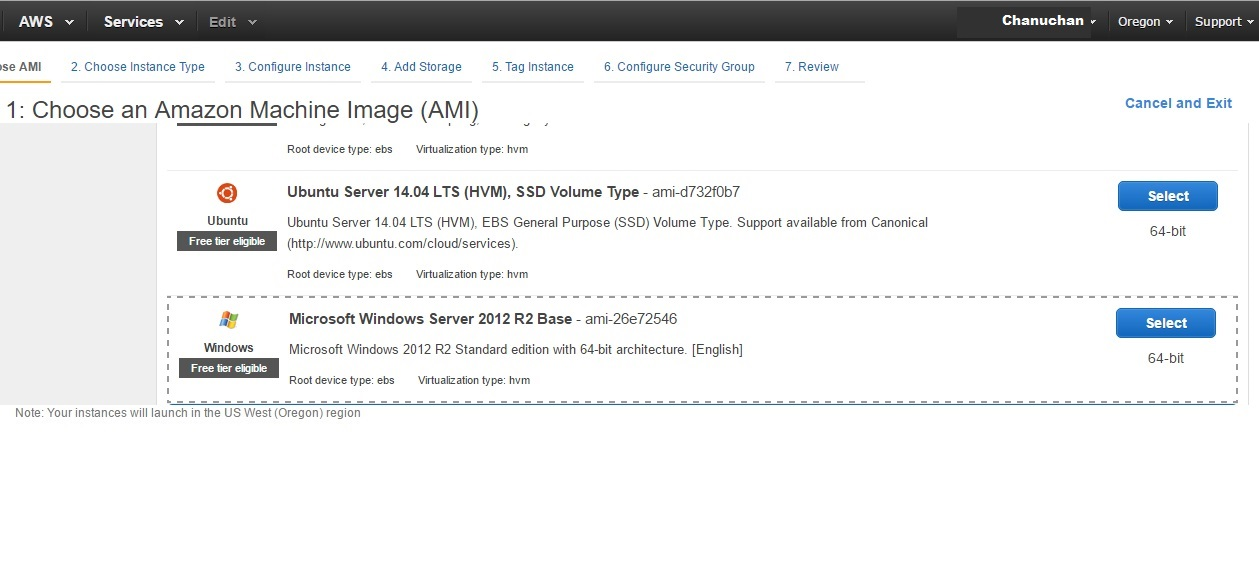 AWS Services Edit Chanuchan Oregon Support
ose AMI 2. Choose Instance Type 3. Configure Instance 4. Add Storage 5. Tag Instance 6. Configure Security Group 7. Review
1: Choose an Amazon Machine Image (AMI) Cancel and Exit
Root device type: ebs Virtualization type: hvm
Ubuntu Server 14.04 LTS (HVM), SSD Volume Type - ami-d732f0b7 Select
Ubuntu
Ubuntu Server 14.04 LTS (HVM), EBS General Purpose (SSD) Volume Type. Support available from Canonical 64-bit
Free tier eligible (http://www.ubuntu.com/cloud/services).
Root device type: ebs Virtualization type: hvm
Microsoft Windows Server 2012 R2 Base - ami-26e72546 Select
Windows Microsoft Windows 2012 R2 Standard edition with 64-bit architecture. [English] 64-bit
Free tier eligible
Root device type: ebs Virtualization type: hvm
Note: Your instances will launch in the US West (Oregon) region